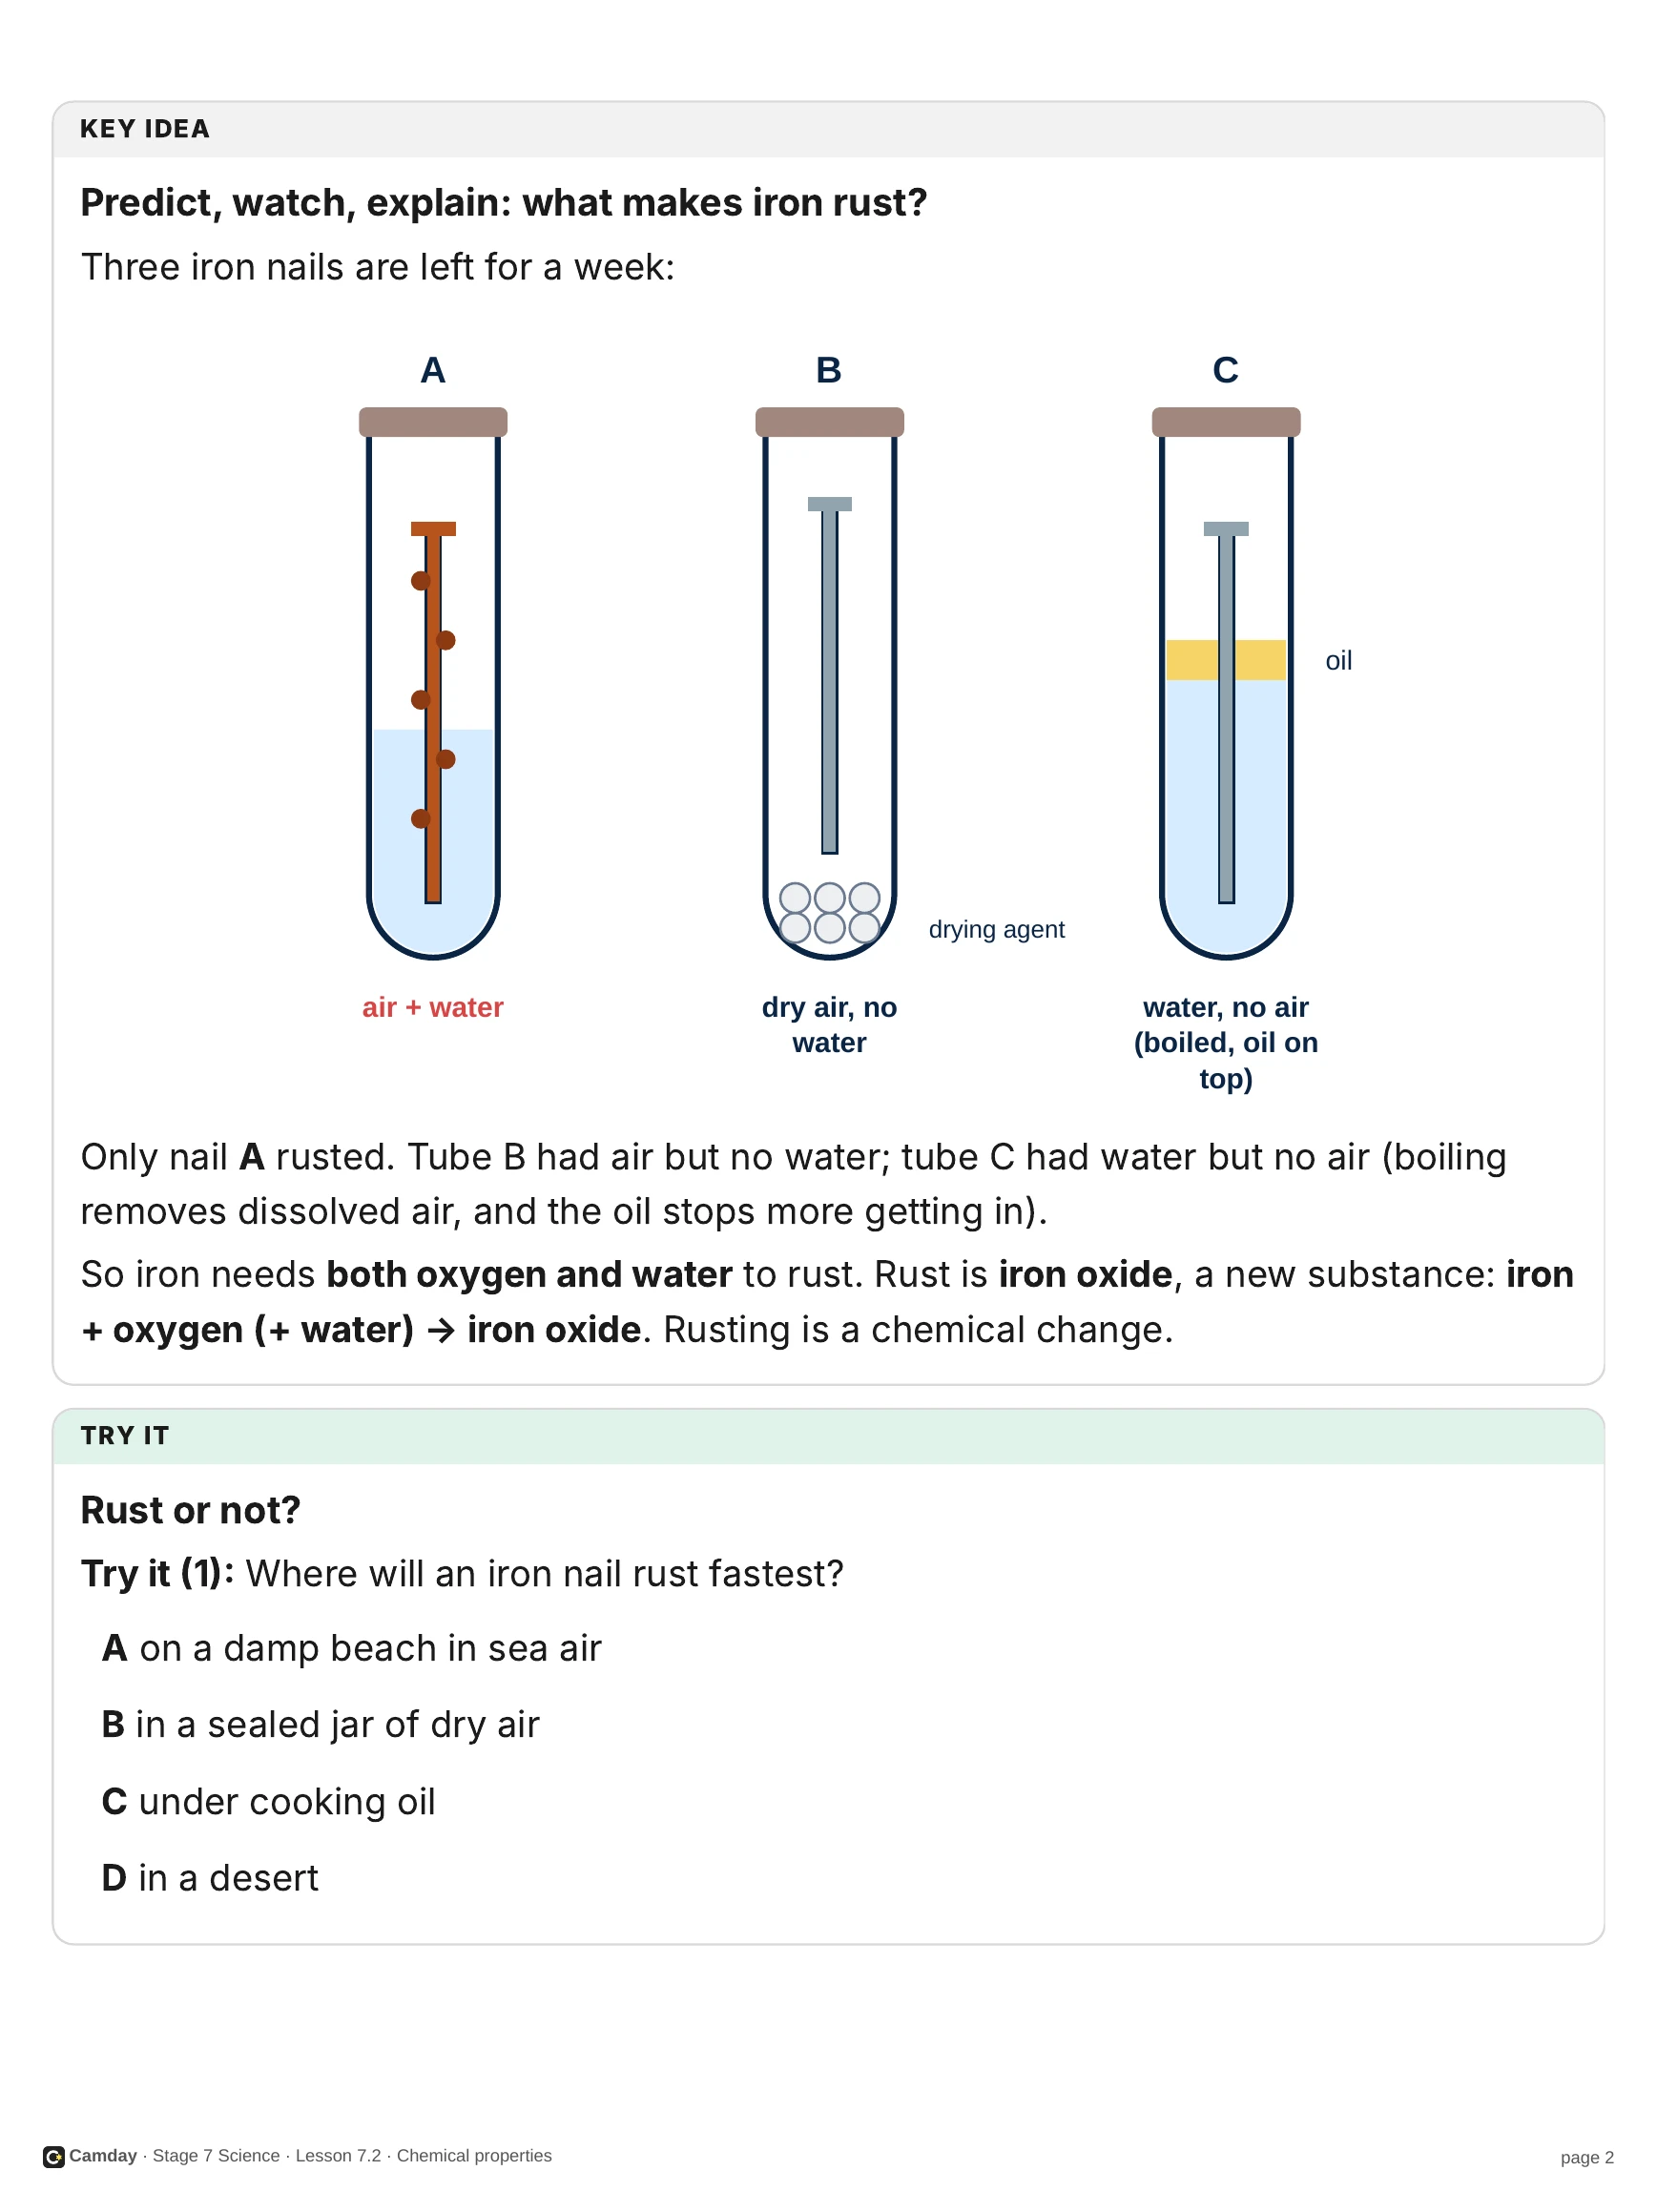 KEY IDEA
Predict, watch, explain: what makes iron rust?
Three iron nails are left for a week:
A
B
C
oil
drying agent
air + water
dry air, no
water
water, no air
(boiled, oil on
top)
Only nail A rusted. Tube B had air but no water; tube C had water but no air (boiling
removes dissolved air, and the oil stops more getting in).
So iron needs both oxygen and water to rust. Rust is iron oxide, a new substance: iron
+ oxygen (+ water) → iron oxide. Rusting is a chemical change.
TRY IT
Rust or not?
Try it (1): Where will an iron nail rust fastest?
A on a damp beach in sea air
B in a sealed jar of dry air
C under cooking oil
D in a desert
Camday · Stage 7 Science · Lesson 7.2 · Chemical properties
page 2